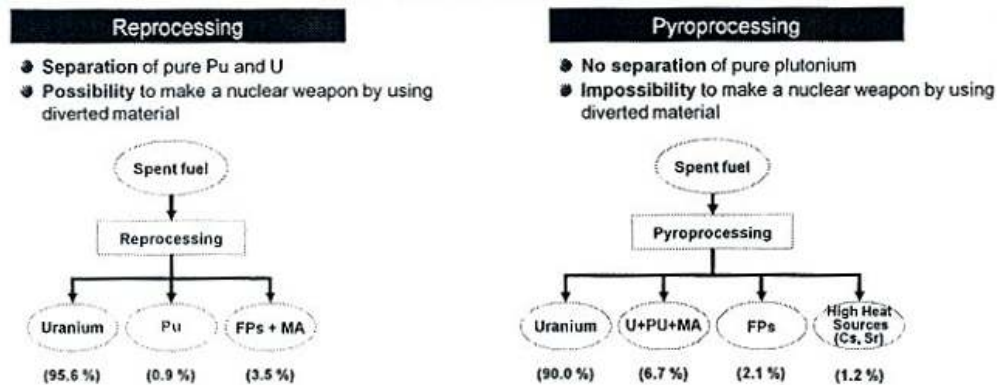 Reprocessing
Separation of pure Pu and U
Possibility to make a nuclear weapon by using
diverted material
Spent fuel
Reprocessing
Uranium
Pu
FPs + MA
(95.6 %)
(0.9 %)
(3.5 %)
Pyroprocessing
No separation of pure plutonium
Impossibility to make a nuclear weapon by using
diverted material
Spent fuel
Pyroprocessing
Uranium
U+PU+MA
FPs
High Heat
Sources
(Cs, Sr)
(90.0 %)
(6.7 %)
(2.1 %)
(1.2 %)